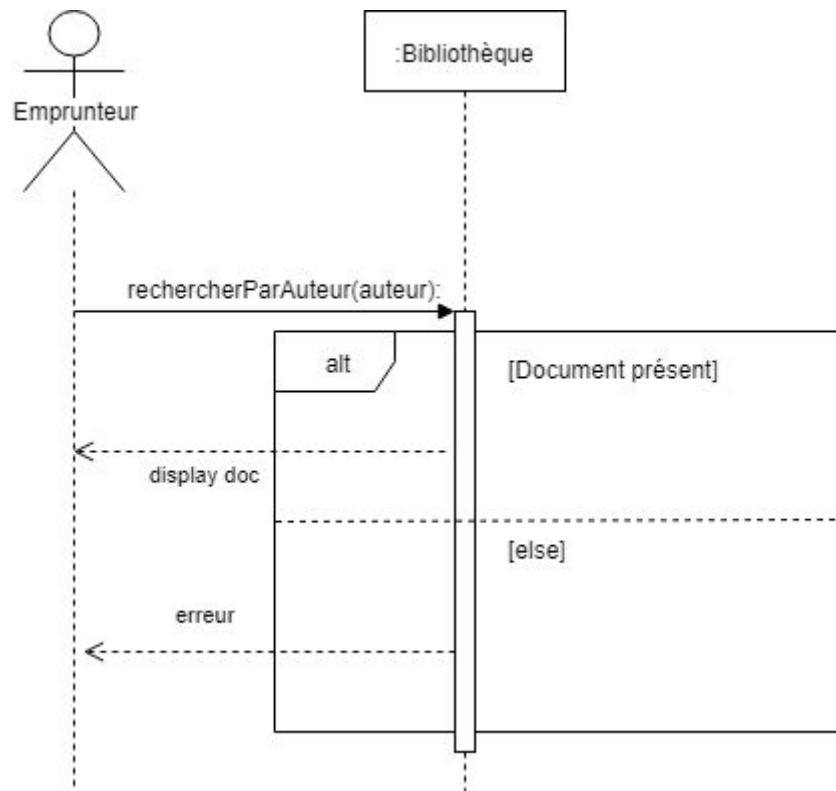 :Bibliothèque
Emprunteur
rechercherParAuteur(auteur):
alt
[Document présent]
display doc
[else]
erreur